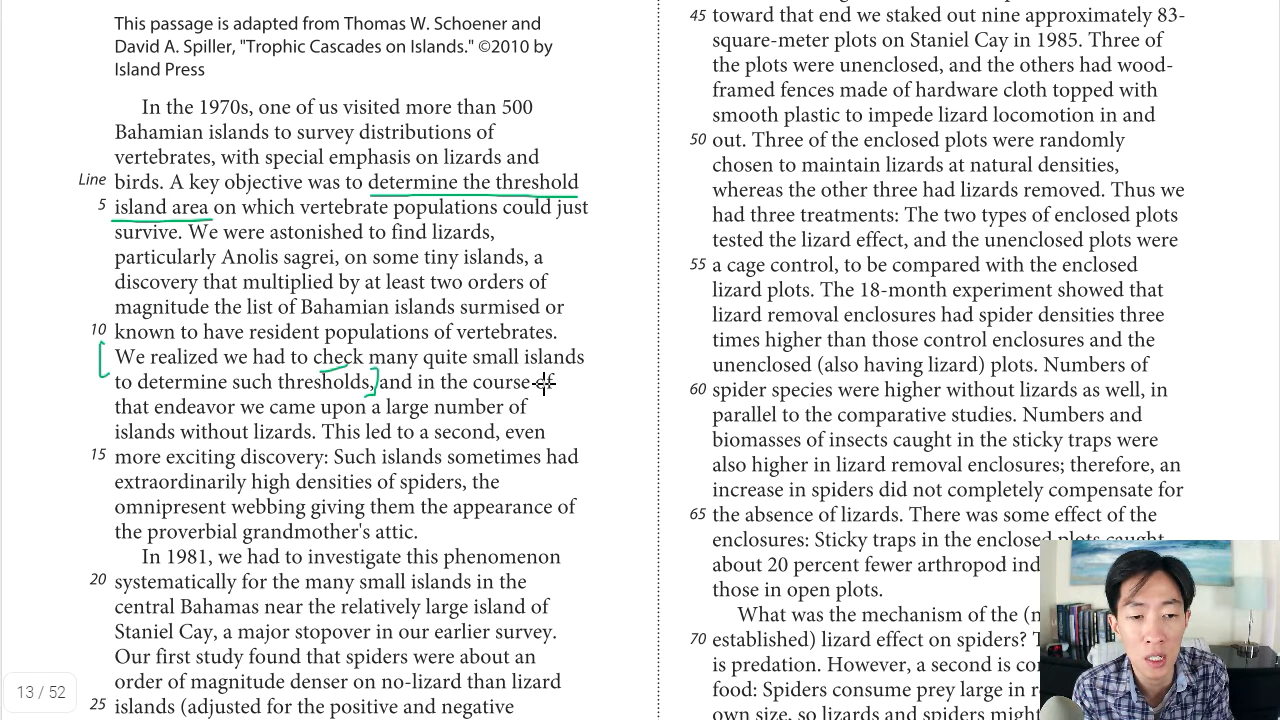 This passage is adapted from Thomas W. Schoener and
David A. Spiller, "Trophic Cascades on Islands." ©2010 by
Island Press
In the 1970s, one of us visited more than 500
Bahamian islands to survey distributions of
vertebrates, with special emphasis on lizards and
Line birds. A key objective was to determine the threshold
5 island area on which vertebrate populations could just
survive. We were astonished to find lizards,
particularly Anolis sagrei, on some tiny islands, a
discovery that multiplied by at least two orders of
magnitude the list of Bahamian islands surmised or
10 known to have resident populations of vertebrates.
We realized we had to check many quite small islands
to determine such thresholds, and in the course of
that endeavor we came upon a large number of
islands without lizards. This led to a second, even
15 more exciting discovery: Such islands sometimes had
extraordinarily high densities of spiders, the
omnipresent webbing giving them the appearance of
the proverbial grandmother's attic.
In 1981, we had to investigate this phenomenon
20 systematically for the many small islands in the
central Bahamas near the relatively large island of
Staniel Cay, a major stopover in our earlier survey.
Our first study found that spiders were about an
order of magnitude denser on no-lizard than lizard
25 islands (adjusted for the positive and negative
13 / 52
45 toward that end we staked out nine approximately 83-
square-meter plots on Staniel Cay in 1985. Three of
the plots were unenclosed, and the others had wood-
framed fences made of hardware cloth topped with
smooth plastic to impede lizard locomotion in and
50 out. Three of the enclosed plots were randomly
chosen to maintain lizards at natural densities,
whereas the other three had lizards removed. Thus we
had three treatments: The two types of enclosed plots
tested the lizard effect, and the unenclosed plots were
55 a cage control, to be compared with the enclosed
lizard plots. The 18-month experiment showed that
lizard removal enclosures had spider densities three
times higher than those control enclosures and the
unenclosed (also having lizard) plots. Numbers of
60 spider species were higher without lizards as well, in
parallel to the comparative studies. Numbers and
biomasses of insects caught in the sticky traps were
also higher in lizard removal enclosures; therefore, an
increase in spiders did not completely compensate for
65 the absence of lizards. There was some effect of the
enclosures: Sticky traps in the enclosed plots caught
about 20 percent fewer arthropod ind
those in open plots.
What was the mechanism of the (n
70 established) lizard effect on spiders? T
is predation. However, a second is co
food: Spiders consume prey large in r
own size, so lizards and spiders might